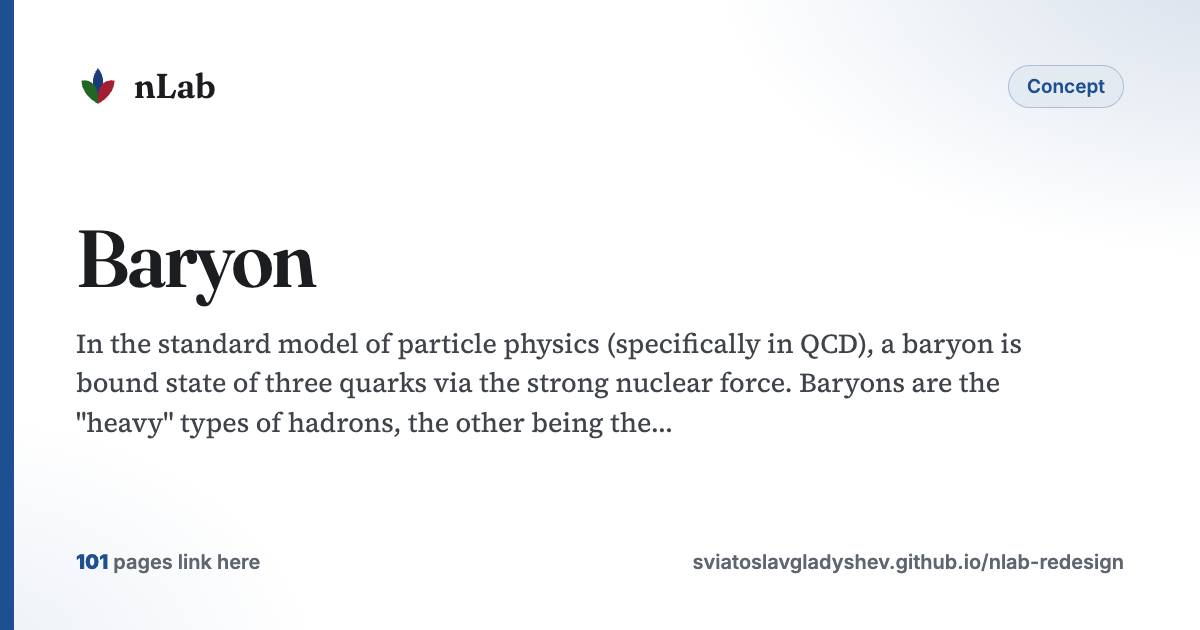 nLab
Concept
Baryon
In the standard model of particle physics (specifically in QCD), a baryon is
bound state of three quarks via the strong nuclear force. Baryons are the
"heavy" types of hadrons, the other being the...
101 pages link here
sviatoslavgladyshev.github.io/nlab-redesign